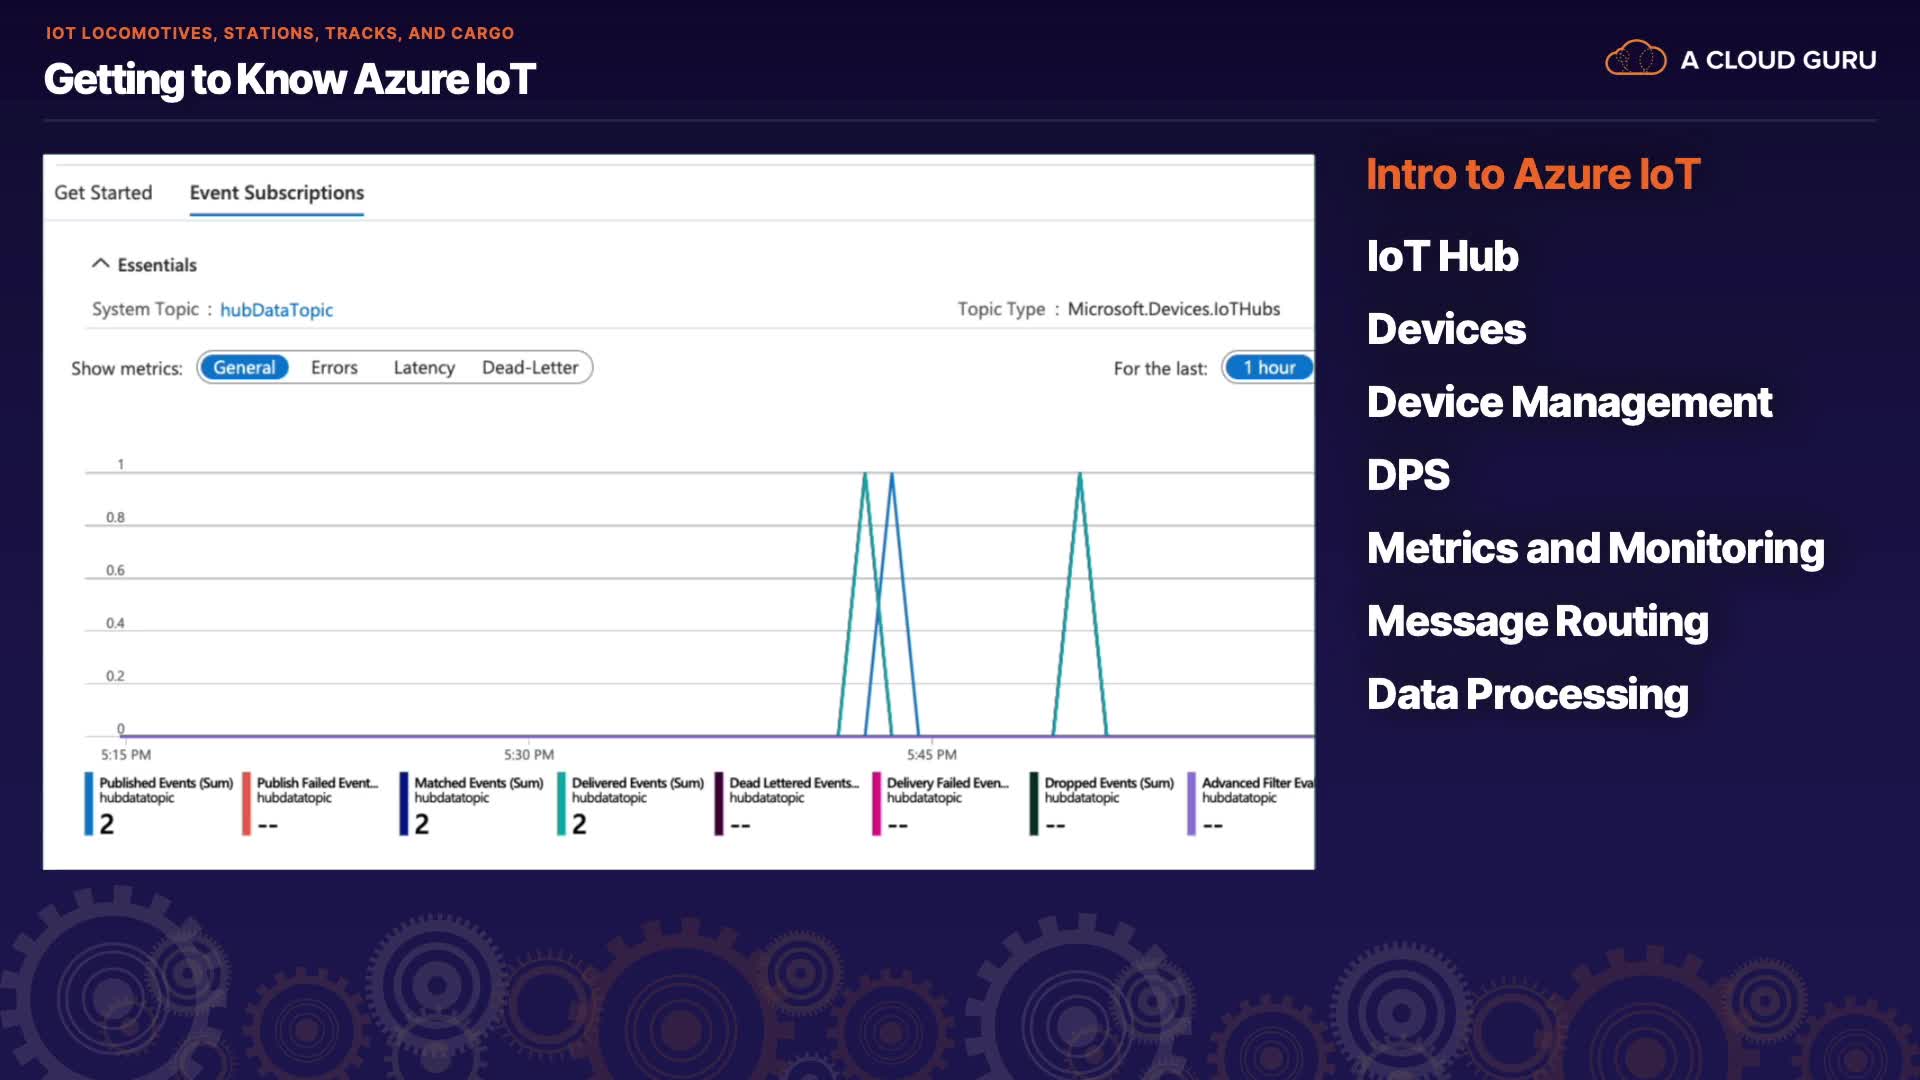 IOT LOCOMOTIVES, STATIONS, TRACKS, AND CARGO
Getting to Know Azure IoT
A CLOUD GURU
Get Started Event Subscriptions
Essentials
System Topic : hubDataTopic Topic Type : Microsoft.Devices.IoTHubs
Show metrics: General Errors Latency Dead-Letter For the last: 1 hour
1
0.8
0.6
0.4
0.2
0
5:15 PM 5:30 PM 5:45 PM
Published Events (Sum) Publish Failed Event... Matched Events (Sum) Delivered Events (Sum) Dead Lettered Events... Delivery Failed Even... Dropped Events (Sum) Advanced Filter Eva
hubdatatopic hubdatatopic hubdatatopic hubdatatopic hubdatatopic hubdatatopic hubdatatopic hubdatatopic
2 -- 2 2 -- -- -- --
Intro to Azure IoT
IoT Hub
Devices
Device Management
DPS
Metrics and Monitoring
Message Routing
Data Processing